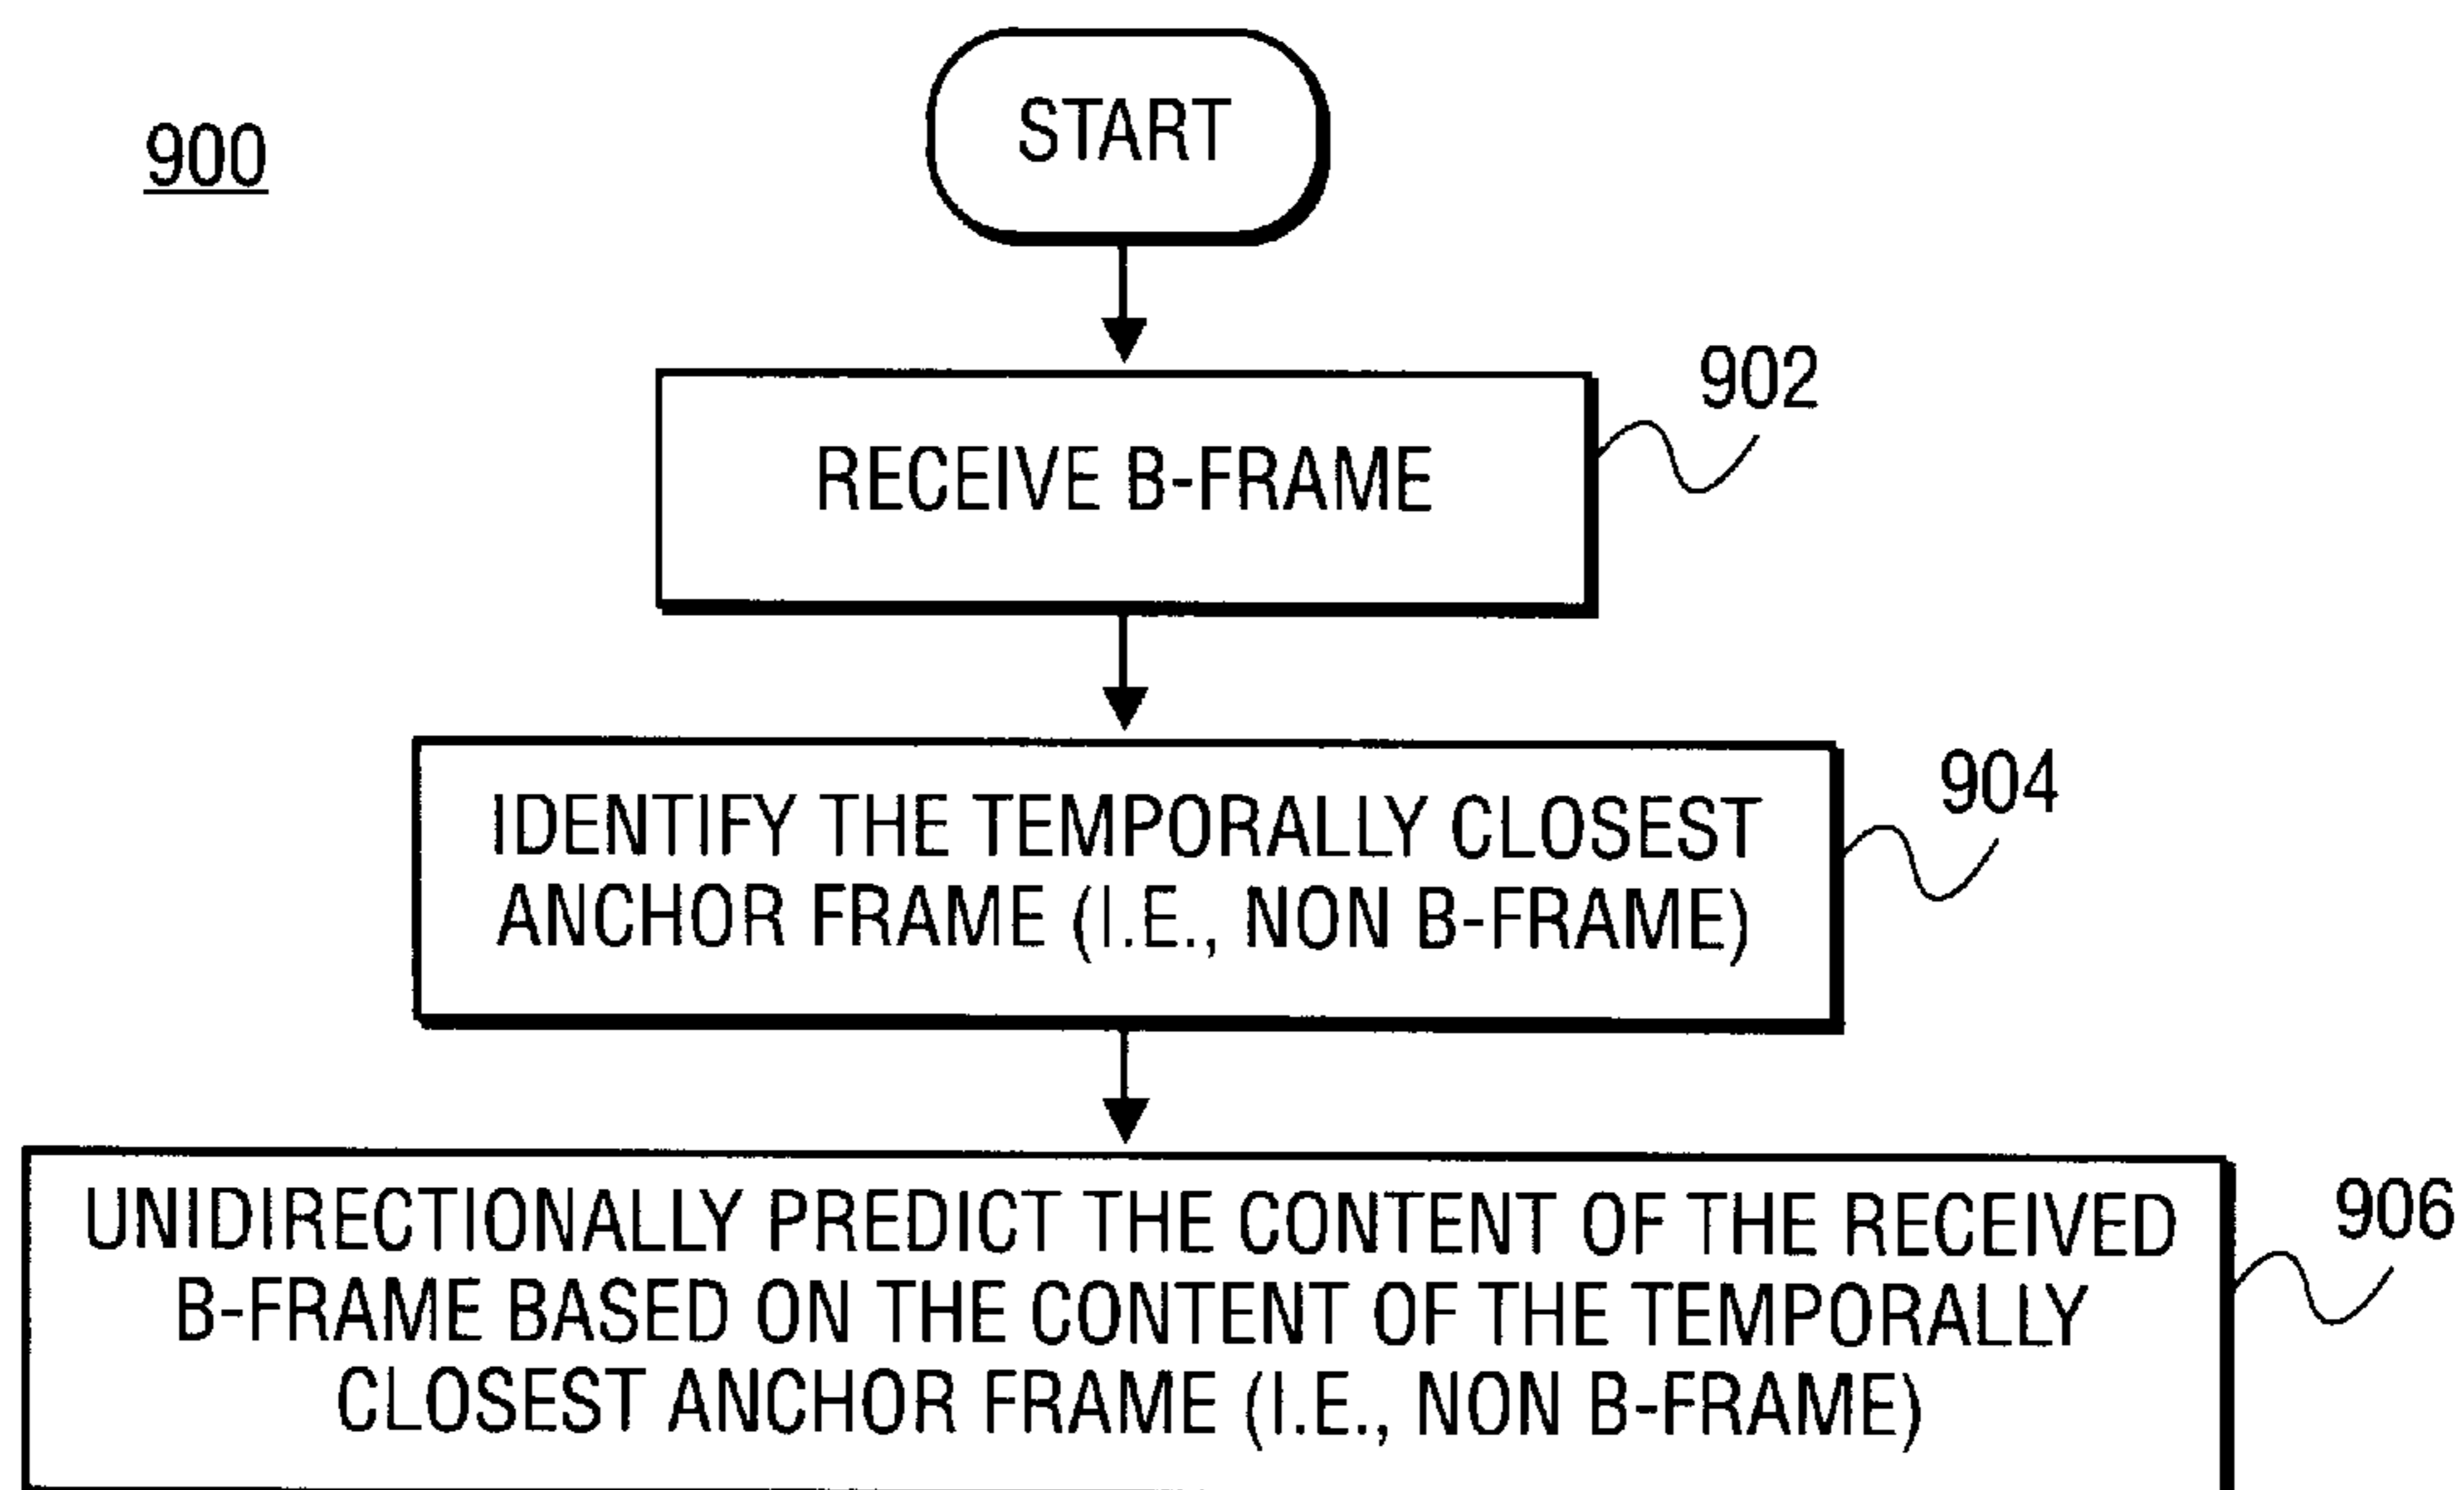 900
START
RECEIVE B-FRAME
902
IDENTIFY THE TEMPORALLY CLOSEST
ANCHOR FRAME (I.E., NON B-FRAME)
904
UNIDIRECTIONALLY PREDICT THE CONTENT OF THE RECEIVED
B-FRAME BASED ON THE CONTENT OF THE TEMPORALLY
CLOSEST ANCHOR FRAME (I.E., NON B-FRAME)
906